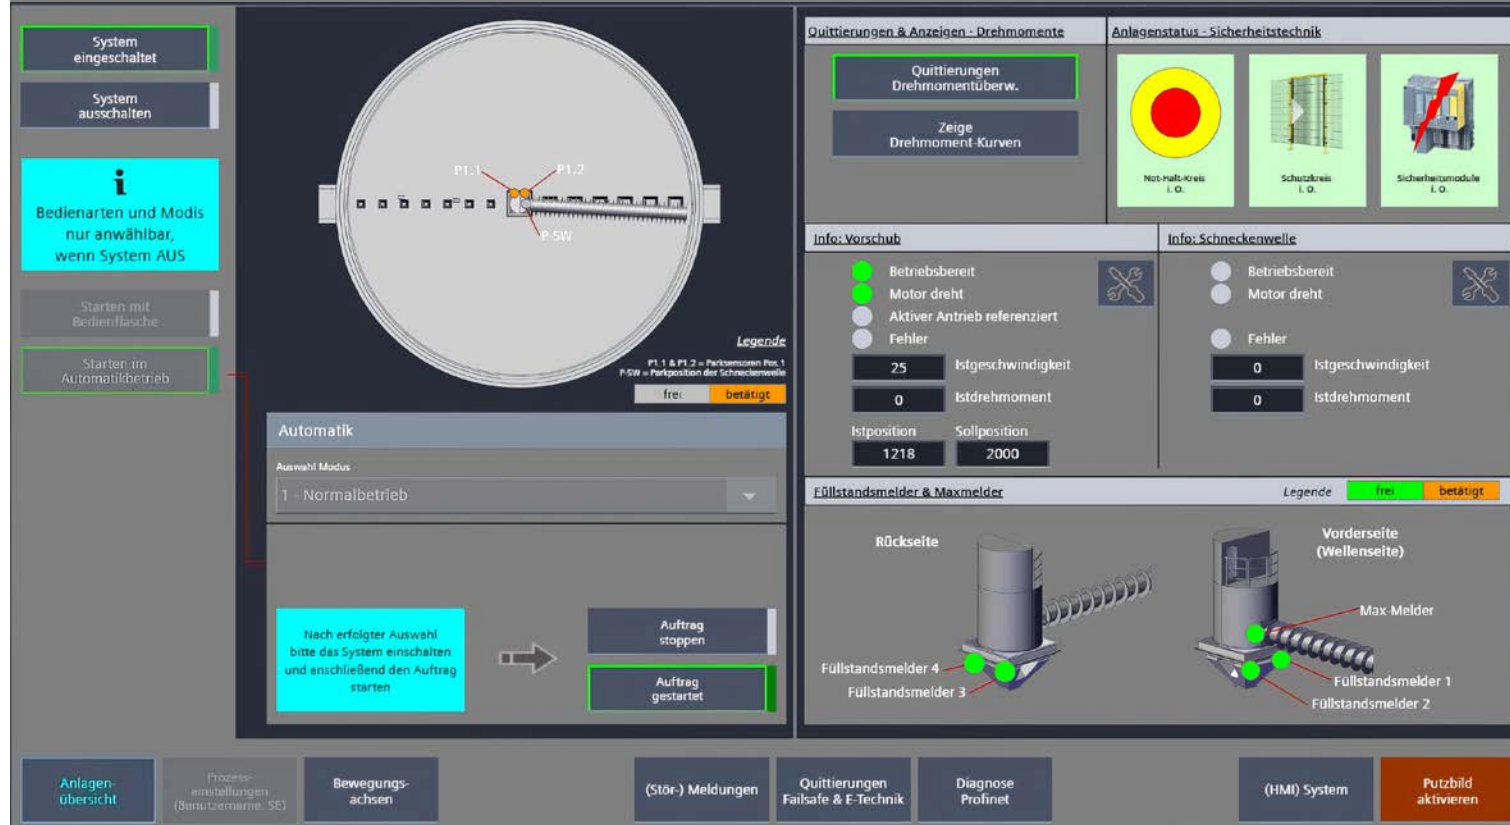 System
eingeschaltet
System
ausschalten
i
Bedienarten und Modis
nur anwählbar,
wenn System AUS
Starten mit
Bedienflasche
Starten im
Automatikbetrieb
P1.1
P1.2
P-SW
Legende
P1.1 & P1.2 = Parksensoren Pos.1
P-SW = Parkposition der Schneckenwelle
frei
betätigt
Automatik
Auswahl Modus
1 - Normalbetrieb
Nach erfolgter Auswahl
bitte das System einschalten
und anschließend den Auftrag
starten
Auftrag
stoppen
Auftrag
gestartet
Quittierungen & Anzeigen - Drehmomente
Quittierungen
Drehmomentüberw.
Zeige
Drehmoment-Kurven
Anlagenstatus - Sicherheitstechnik
Not-Halt-Kreis
i. O.
Schutzkreis
i. O.
Sicherheitsmodule
i. O.
Info: Vorschub
Betriebsbereit
Motor dreht
Aktiver Antrieb referenziert
Fehler
25 Istgeschwindigkeit
0 Istdrehmoment
Istposition Sollposition
1218 2000
Info: Schneckenwelle
Betriebsbereit
Motor dreht
Fehler
0 Istgeschwindigkeit
0 Istdrehmoment
Füllstandsmelder & Maxmelder
Legende frei betätigt
Rückseite
Vorderseite
(Wellenseite)
Max-Melder
Füllstandsmelder 4
Füllstandsmelder 3
Füllstandsmelder 1
Füllstandsmelder 2
Anlagen-
übersicht
Prozess-
einstellungen
(Benutzername: SE)
Bewegungs-
achsen
(Stör-) Meldungen
Quittierungen
Failsafe & E-Technik
Diagnose
Profinet
(HMI) System
Putzbild
aktivieren